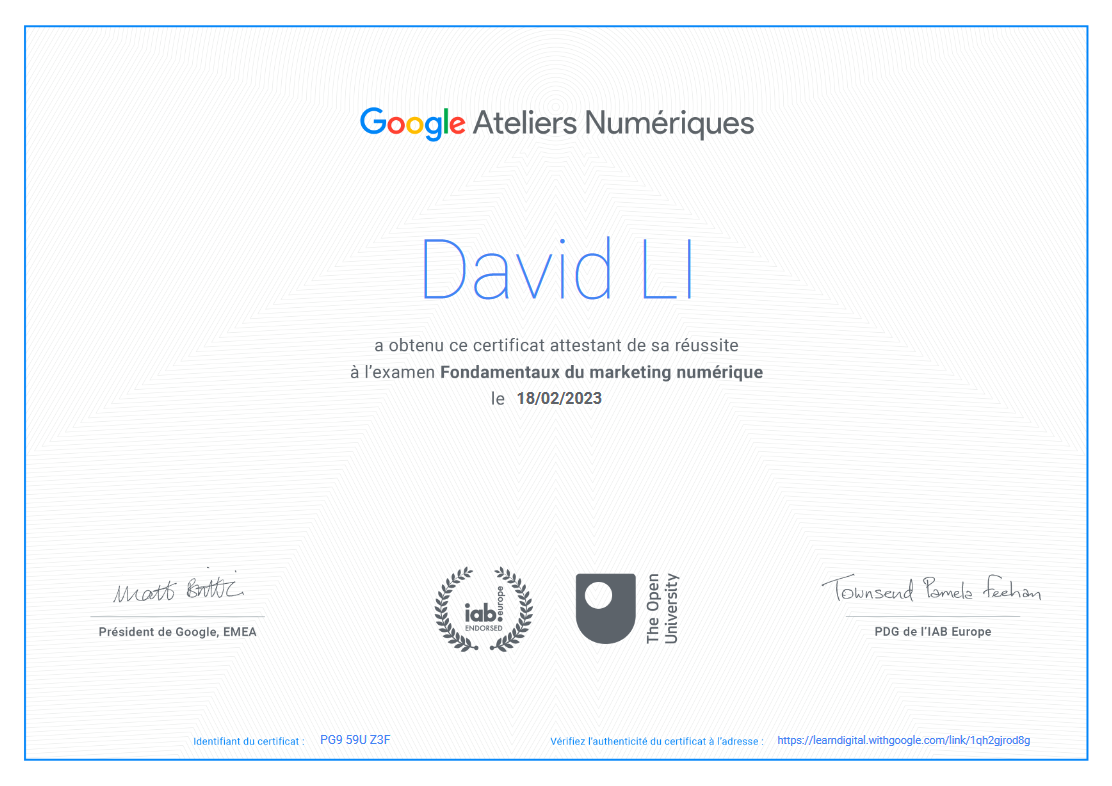 Google Ateliers Numériques
David LI
a obtenu ce certificat attestant de sa réussite
à l'examen Fondamentaux du marketing numérique
le 18/02/2023
Matt Brittin
Président de Google, EMEA
iab.europe
ENDORSED
The Open
University
Townsend Pamela Feehan
PDG de l'IAB Europe
Identifiant du certificat : PG9 59U Z3F
Vérifiez l'authenticité du certificat à l'adresse : https://learndigital.withgoogle.com/link/1qh2gjrod8g